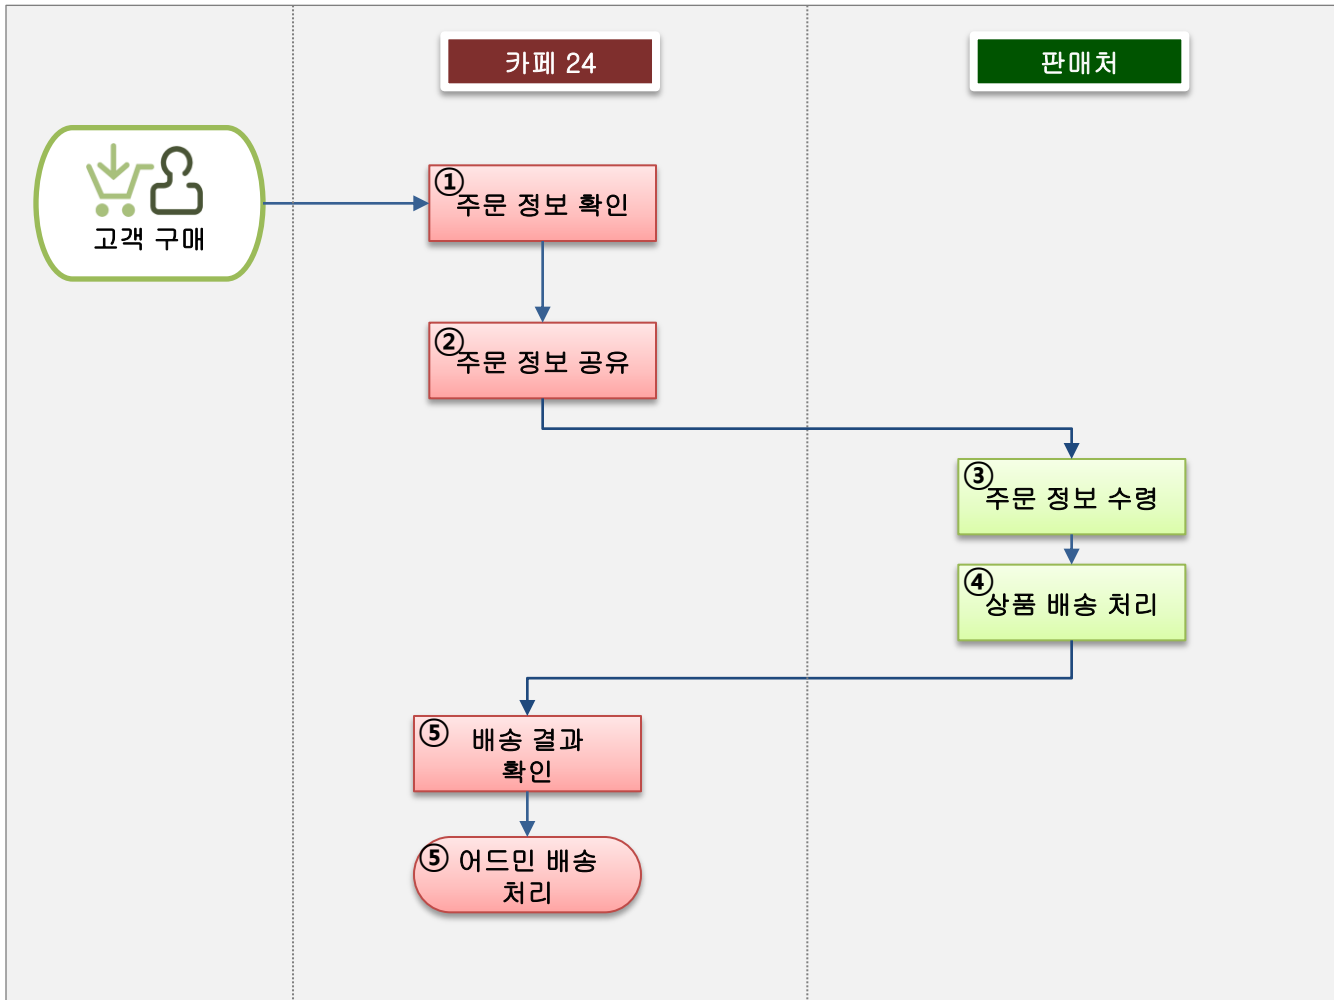 카페 24
판매처
고객 구매
①
주문 정보 확인
②
주문 정보 공유
③
주문 정보 수령
④
상품 배송 처리
⑤ 배송 결과
확인
⑤ 어드민 배송
처리